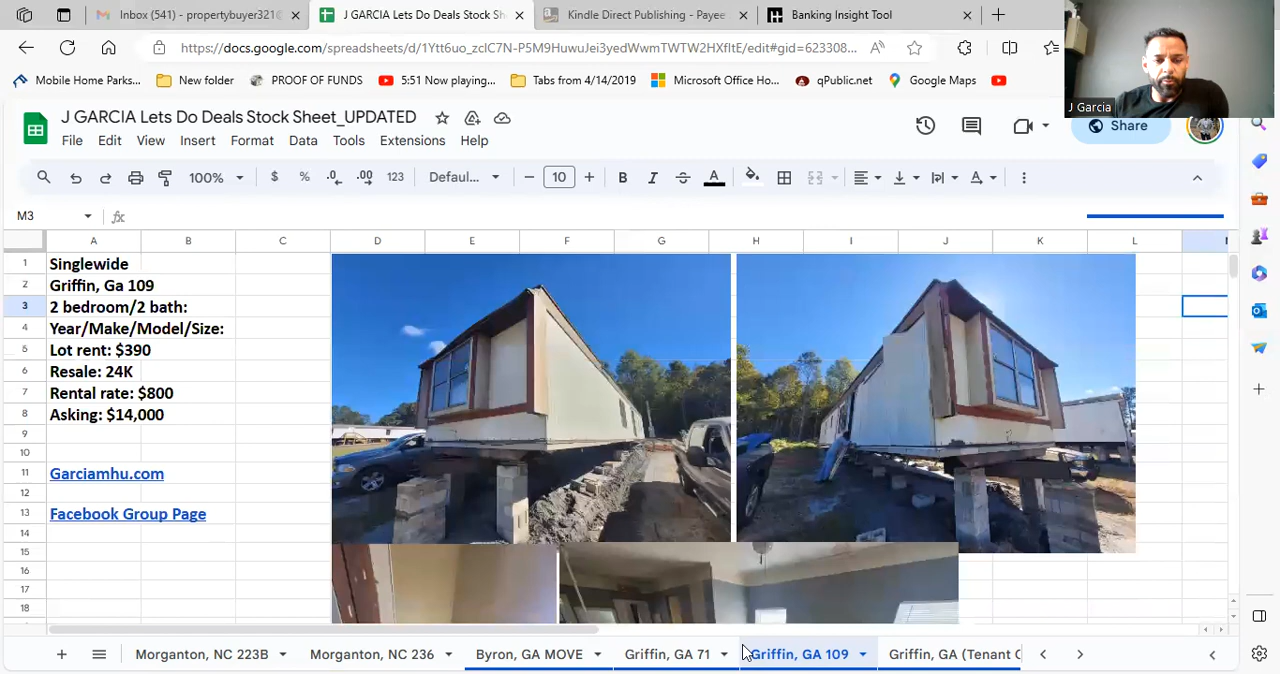 Inbox (541) - propertybuyer321@
J GARCIA Lets Do Deals Stock Sh
Kindle Direct Publishing - Payee
Banking Insight Tool
https://docs.google.com/spreadsheets/d/1Ytt6uo_zclC7N-P5M9HuwuJei3yedWwmTWTW2HXfltE/edit#gid=623308...
Mobile Home Parks... New folder PROOF OF FUNDS 5:51 Now playing... Tabs from 4/14/2019 Microsoft Office Ho... qPublic.net Google Maps
J Garcia
J GARCIA Lets Do Deals Stock Sheet_UPDATED
Share
File Edit View Insert Format Data Tools Extensions Help
100% $ % .0 .00 123 Defaul... 10 B I A
M3 fx
A B C D E F G H I J K L
1 Singlewide
2 Griffin, Ga 109
3 2 bedroom/2 bath:
4 Year/Make/Model/Size:
5 Lot rent: $390
6 Resale: 24K
7 Rental rate: $800
8 Asking: $14,000
9
10
11 Garciamhu.com
12
13 Facebook Group Page
14
15
16
17
18
Morganton, NC 223B Morganton, NC 236 Byron, GA MOVE Griffin, GA 71 Griffin, GA 109 Griffin, GA (Tenant